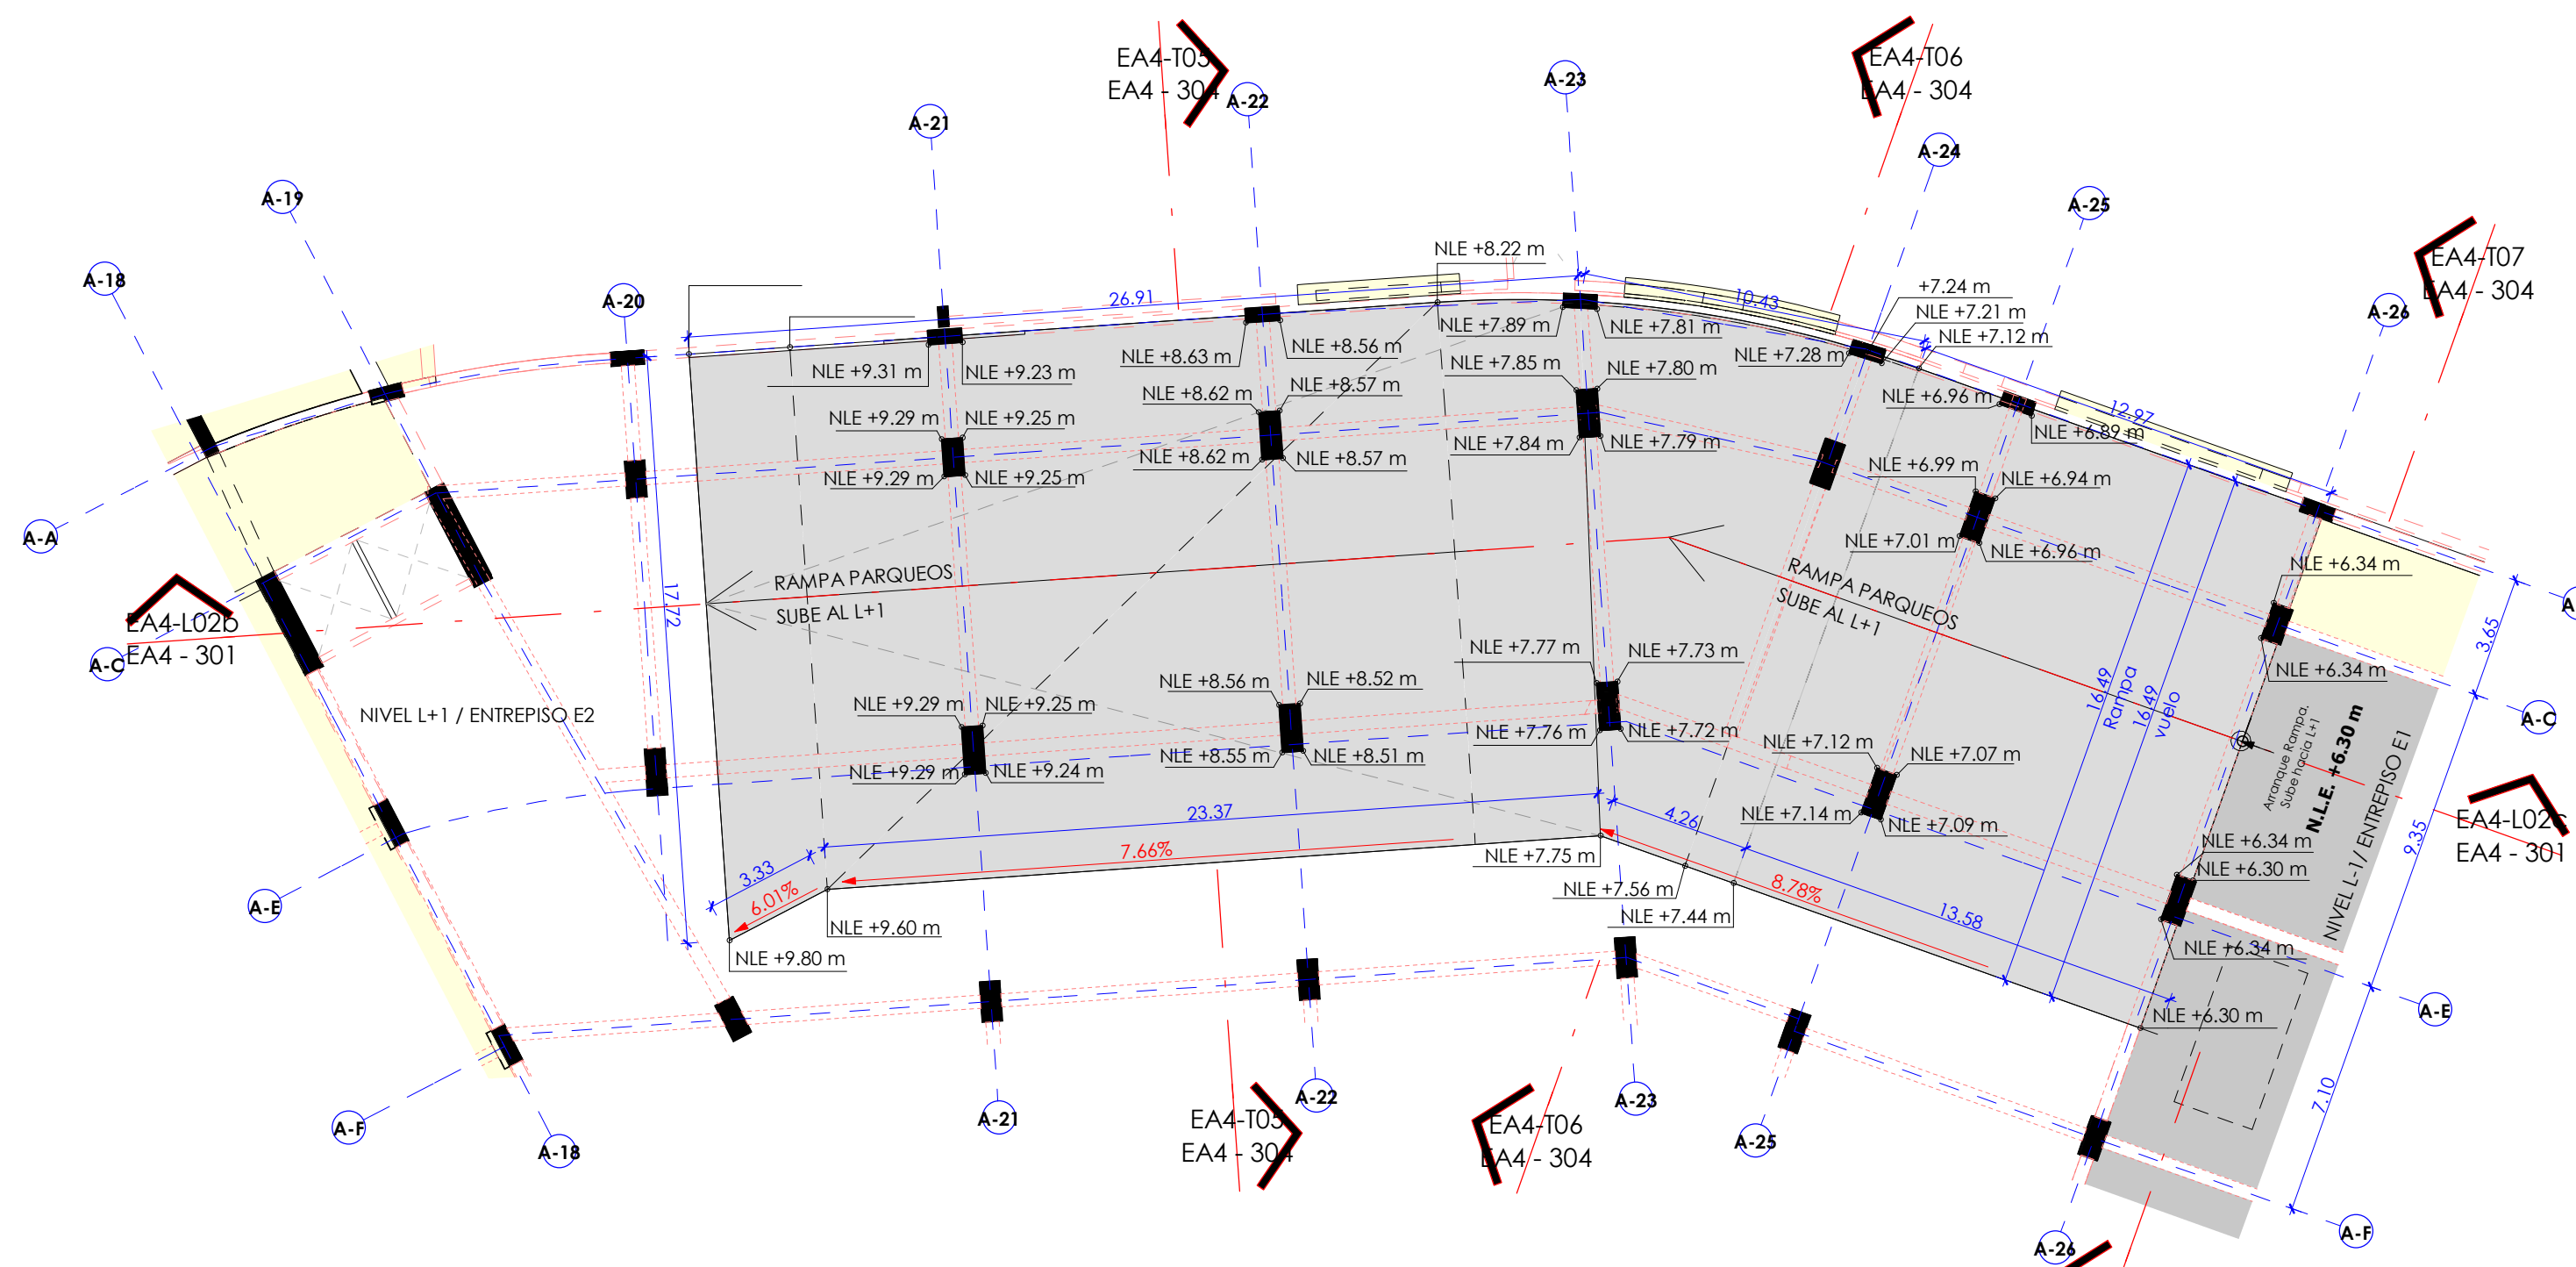 EA4-T05
EA4 - 304
A-22
A-23
EA4-T06
EA4 - 304
A-21
A-24
A-19
A-25
A-18
A-20
EA4-T07
EA4 - 304
A-26
NLE +8.22 m
26.91
10.43
+7.24 m
NLE +7.21 m
NLE +7.12 m
NLE +7.89 m
NLE +7.81 m
NLE +7.28 m
NLE +8.63 m
NLE +8.56 m
NLE +9.31 m
NLE +9.23 m
NLE +7.85 m
NLE +7.80 m
NLE +8.62 m
NLE +8.57 m
NLE +6.96 m
12.97
NLE +6.89 m
NLE +9.29 m
NLE +9.25 m
NLE +7.84 m
NLE +7.79 m
NLE +8.62 m
NLE +8.57 m
NLE +9.29 m
NLE +9.25 m
NLE +6.99 m
NLE +6.94 m
NLE +7.01 m
NLE +6.96 m
A-A
NLE +6.34 m
RAMPA PARQUEOS
SUBE AL L+1
RAMPA PARQUEOS
SUBE AL L+1
17.72
EA4-L02b
EA4 - 301
A-C
3.65
NLE +6.34 m
NLE +7.77 m
NLE +7.73 m
NLE +8.56 m
NLE +8.52 m
16.49
Rampa
16.49
vuelo
NIVEL L+1 / ENTREPISO E2
NLE +9.29 m
NLE +9.25 m
A-C
NLE +7.76 m
NLE +7.72 m
NLE +8.55 m
NLE +8.51 m
NLE +7.12 m
NLE +7.07 m
NLE +9.29 m
NLE +9.24 m
Arranque Rampa.
Sube hacia L+1
N.L.E. +6.30 m
NIVEL L-1/ ENTREPISO E1
23.37
4.26
NLE +7.14 m
NLE +7.09 m
EA4-L02c
EA4 - 301
9.35
7.66%
NLE +7.75 m
NLE +6.34 m
NLE +6.30 m
3.33
6.01%
NLE +7.56 m
8.78%
A-E
NLE +9.60 m
NLE +7.44 m
13.58
NLE +6.34 m
NLE +9.80 m
NLE +6.30 m
A-E
A-21
A-22
A-23
7.10
EA4-T05
EA4 - 304
EA4-T06
EA4 - 304
A-F
A-18
A-25
A-F
A-26